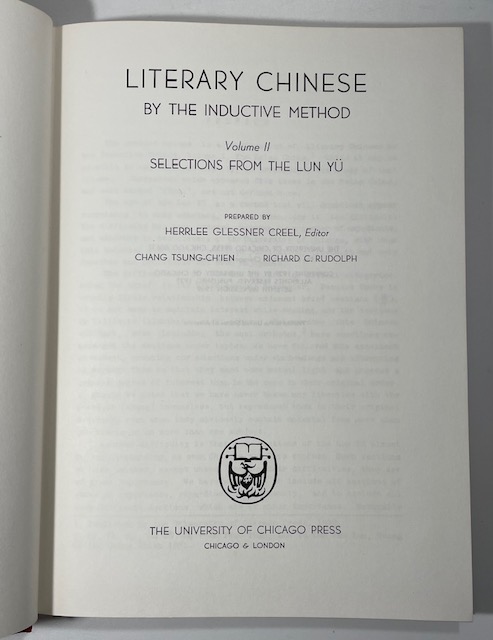 LITERARY CHINESE
BY THE INDUCTIVE METHOD
Volume II
SELECTIONS FROM THE LUN YÜ
PREPARED BY
HERRLEE GLESSNER CREEL, Editor
CHANG TSUNG-CH'IEN RICHARD C. RUDOLPH
THE UNIVERSITY OF CHICAGO PRESS
CHICAGO & LONDON